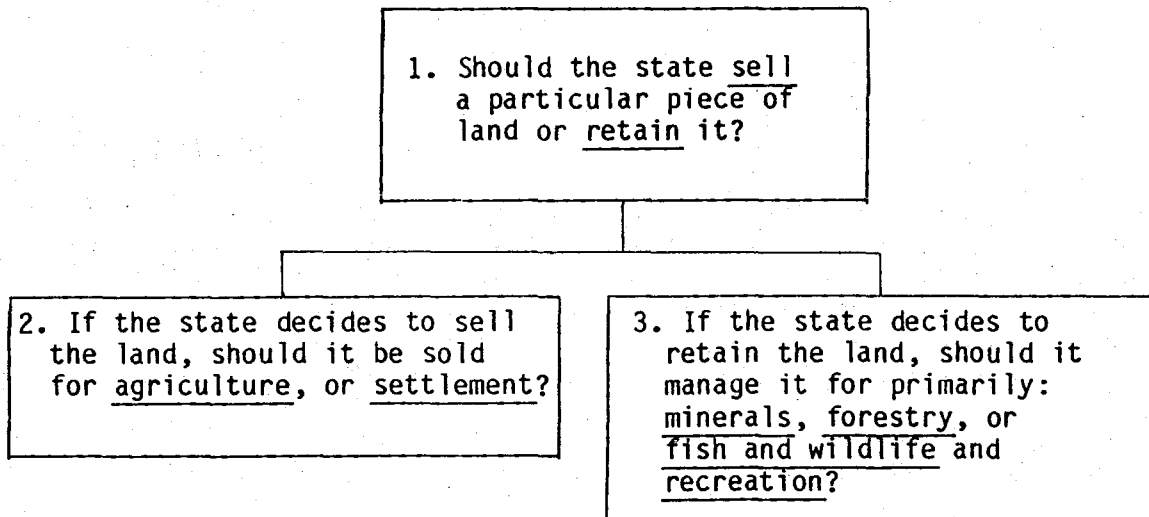 1. Should the state sell
a particular piece of
land or retain it?
2. If the state decides to sell
the land, should it be sold
for agriculture, or settlement?
3. If the state decides to
retain the land, should it
manage it for primarily:
minerals, forestry, or
fish and wildlife and
recreation?